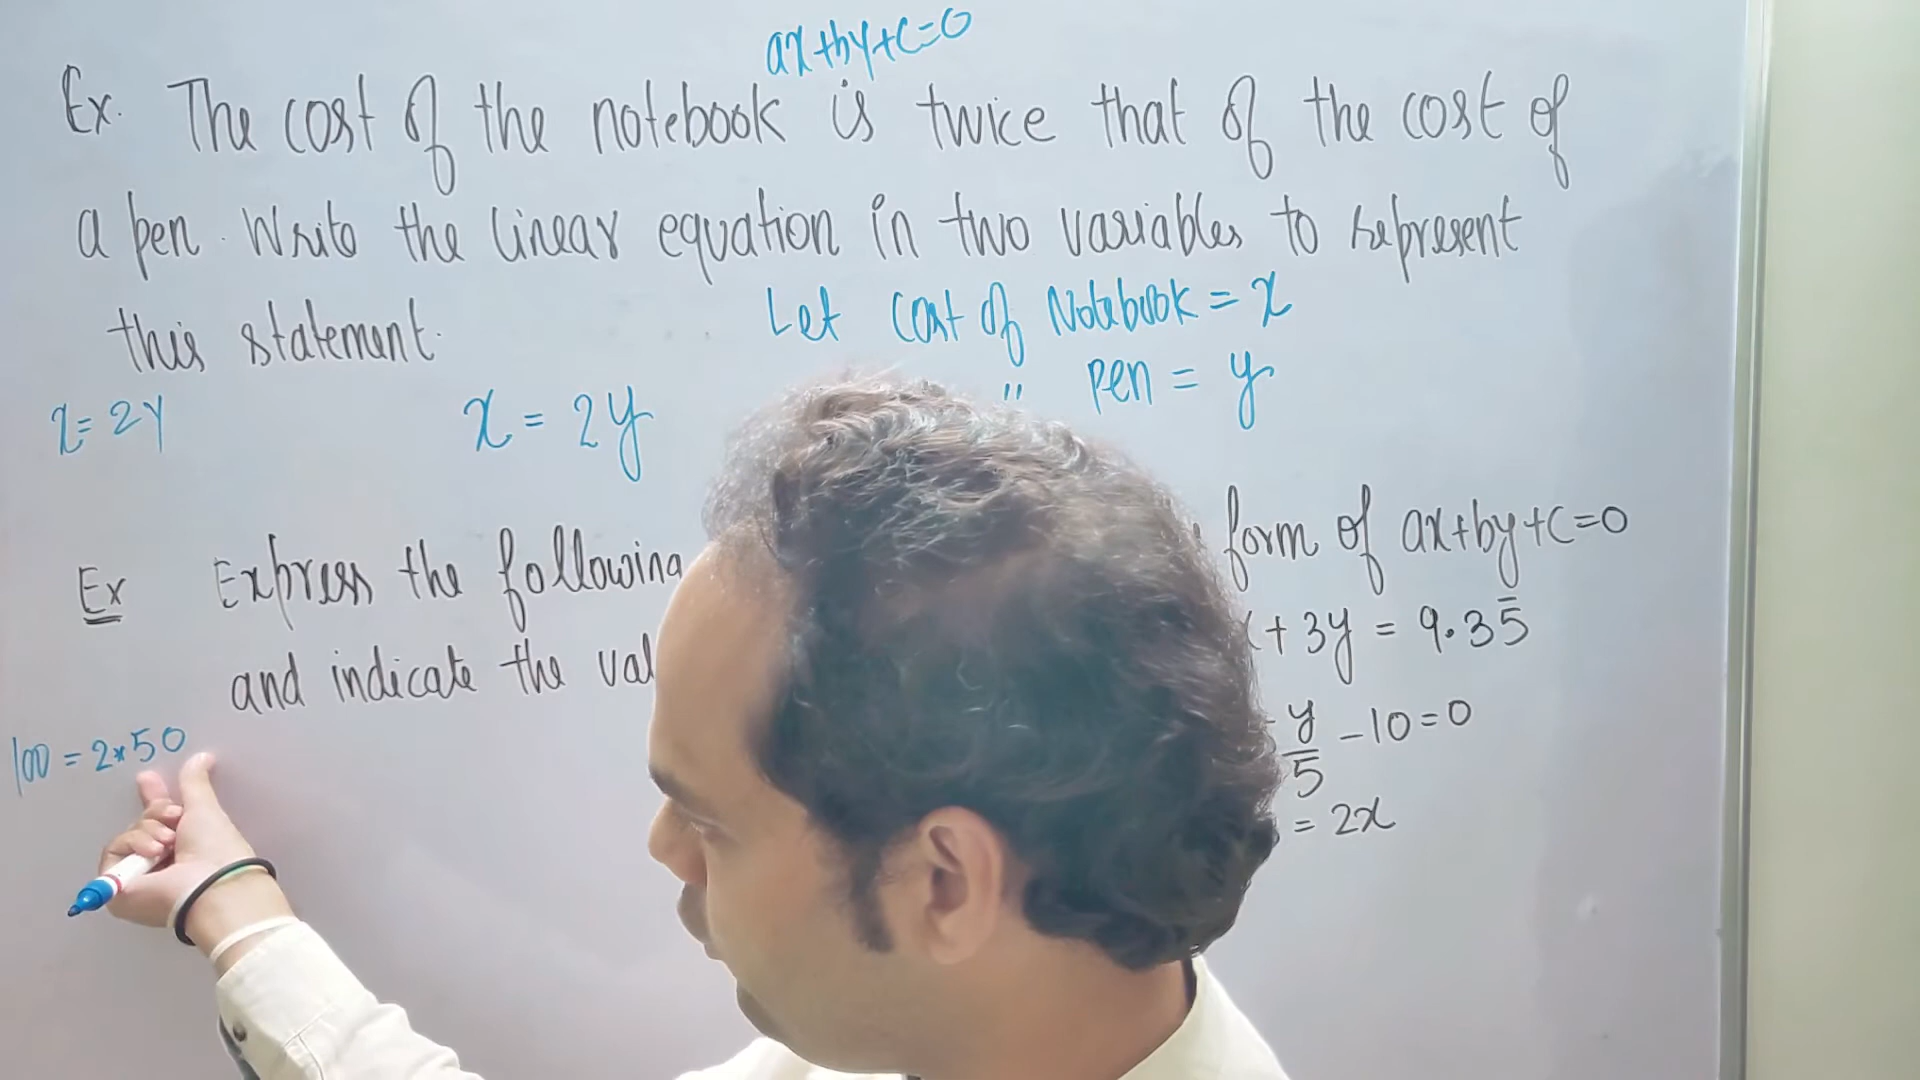 ax+by+c=0
Ex. The cost of the notebook is twice that of the cost of
a pen. Write the linear equation in two variables to represent
this statement.
Let cost of Notebook = x
" pen = y
x = 2y
x = 2y
Ex Express the following form of ax+by+c=0
and indicate the
+ 3y = 9.35̅
100 = 2*50
y/5 - 10 = 0
= 2x